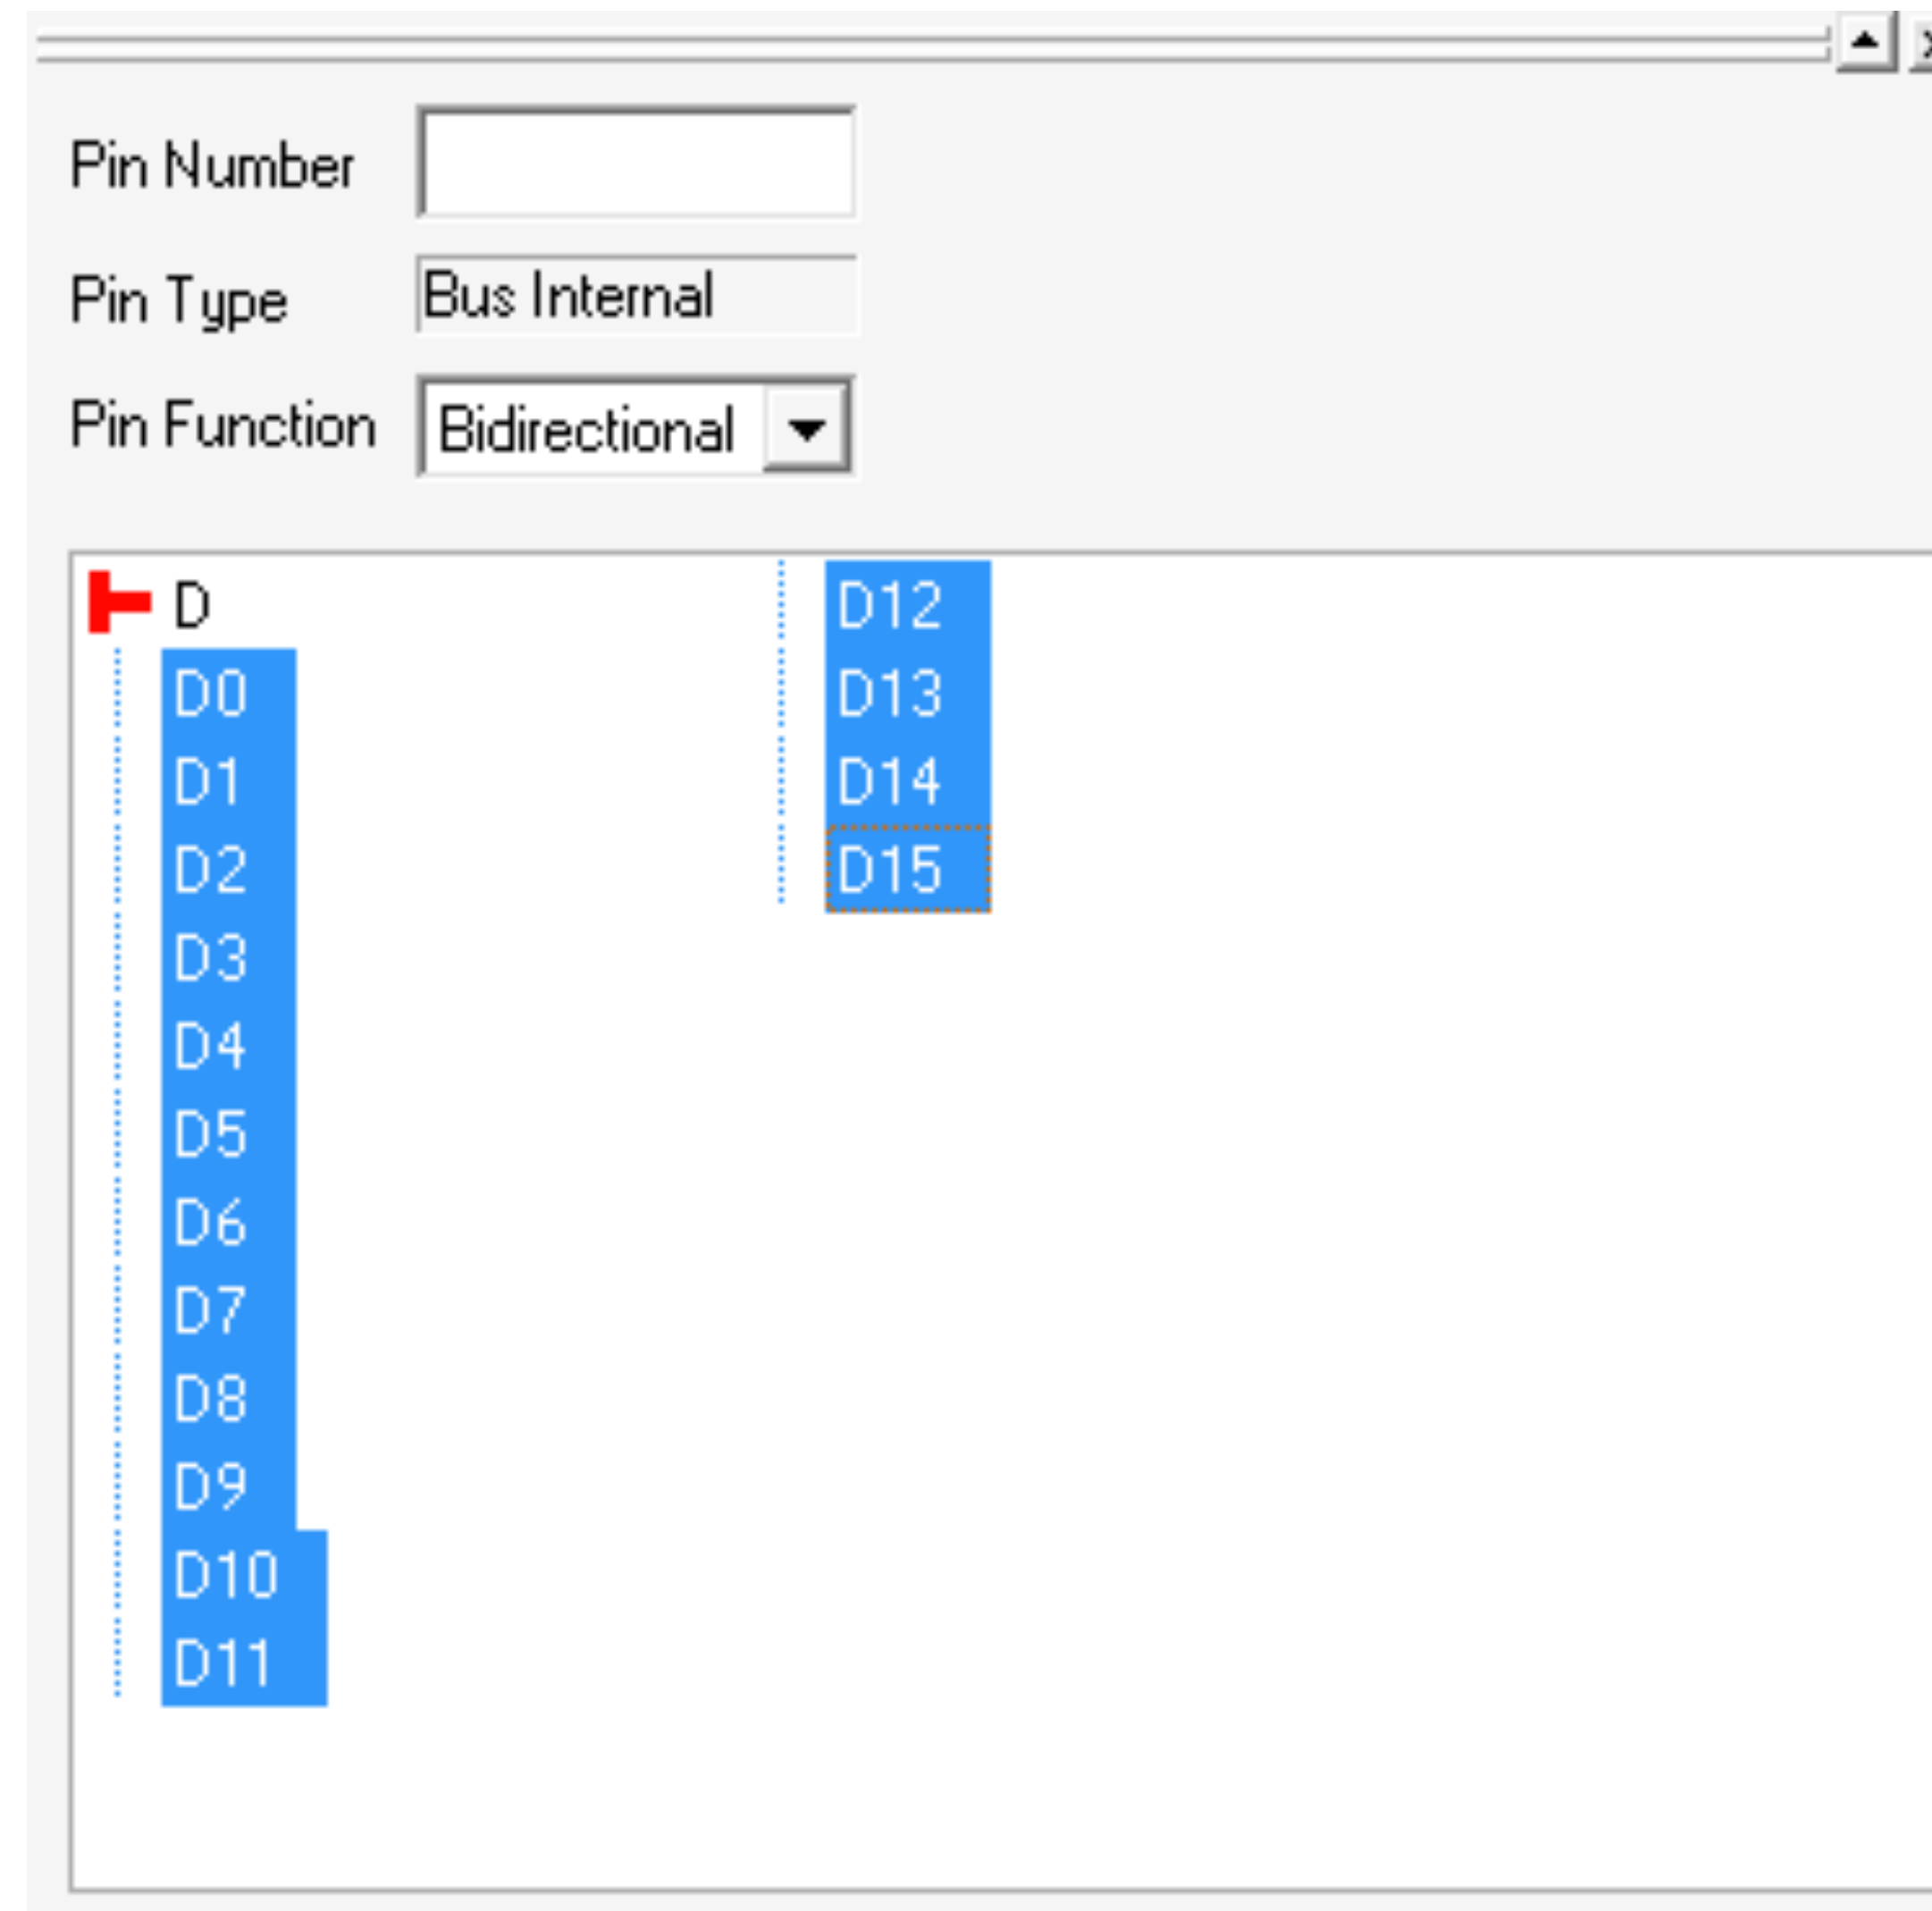 Pin Number
Pin Type Bus Internal
Pin Function Bidirectional
D
D0
D1
D2
D3
D4
D5
D6
D7
D8
D9
D10
D11
D12
D13
D14
D15